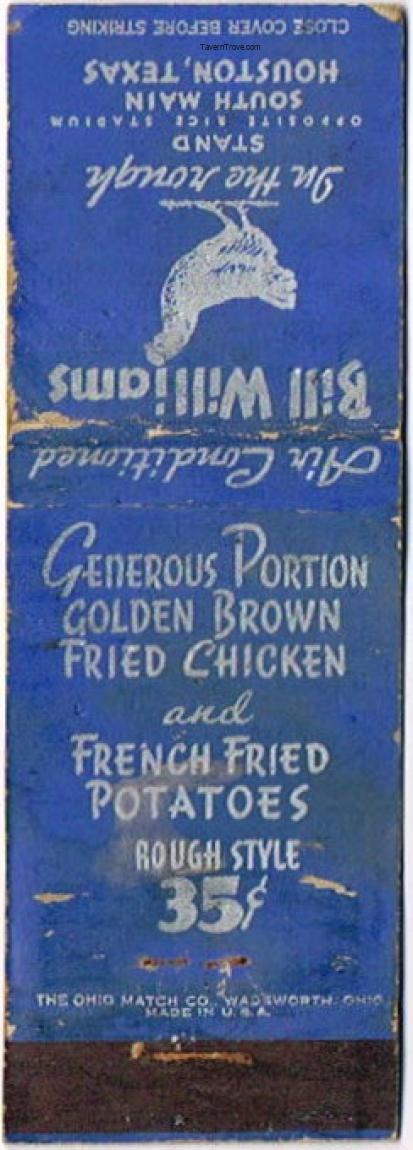 CLOSE COVER BEFORE STRIKING
TavernTrove.com
HOUSTON, TEXAS
SOUTH MAIN
OPPOSITE RICE STADIUM
STAND
In the rough
Bill Williams
Air Conditioned
GENEROUS PORTION
GOLDEN BROWN
FRIED CHICKEN
and
FRENCH FRIED
POTATOES
ROUGH STYLE
35¢
THE OHIO MATCH CO., WADSWORTH, OHIO
MADE IN U.S.A.